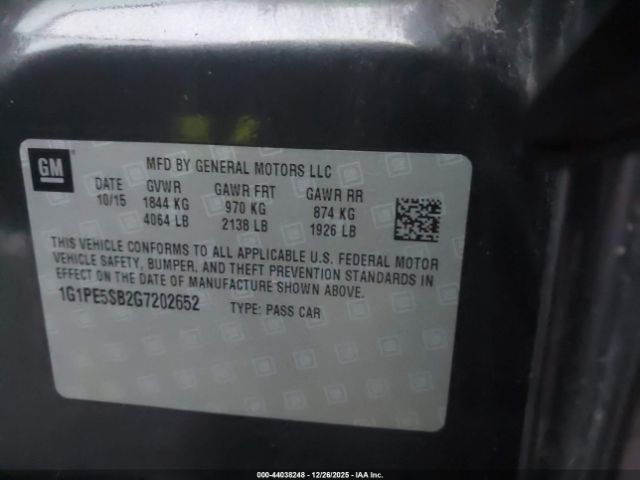 GM
MFD BY GENERAL MOTORS LLC
DATE GVWR GAWR FRT GAWR RR
10/15 1844 KG 970 KG 874 KG
4064 LB 2138 LB 1926 LB
THIS VEHICLE CONFORMS TO ALL APPLICABLE U.S. FEDERAL MOTOR
VEHICLE SAFETY, BUMPER, AND THEFT PREVENTION STANDARDS IN
EFFECT ON THE DATE OF MANUFACTURE SHOWN ABOVE.
1G1PE5SB2G7202652 TYPE: PASS CAR
000-44038248 - 12/26/2025 - IAA Inc.